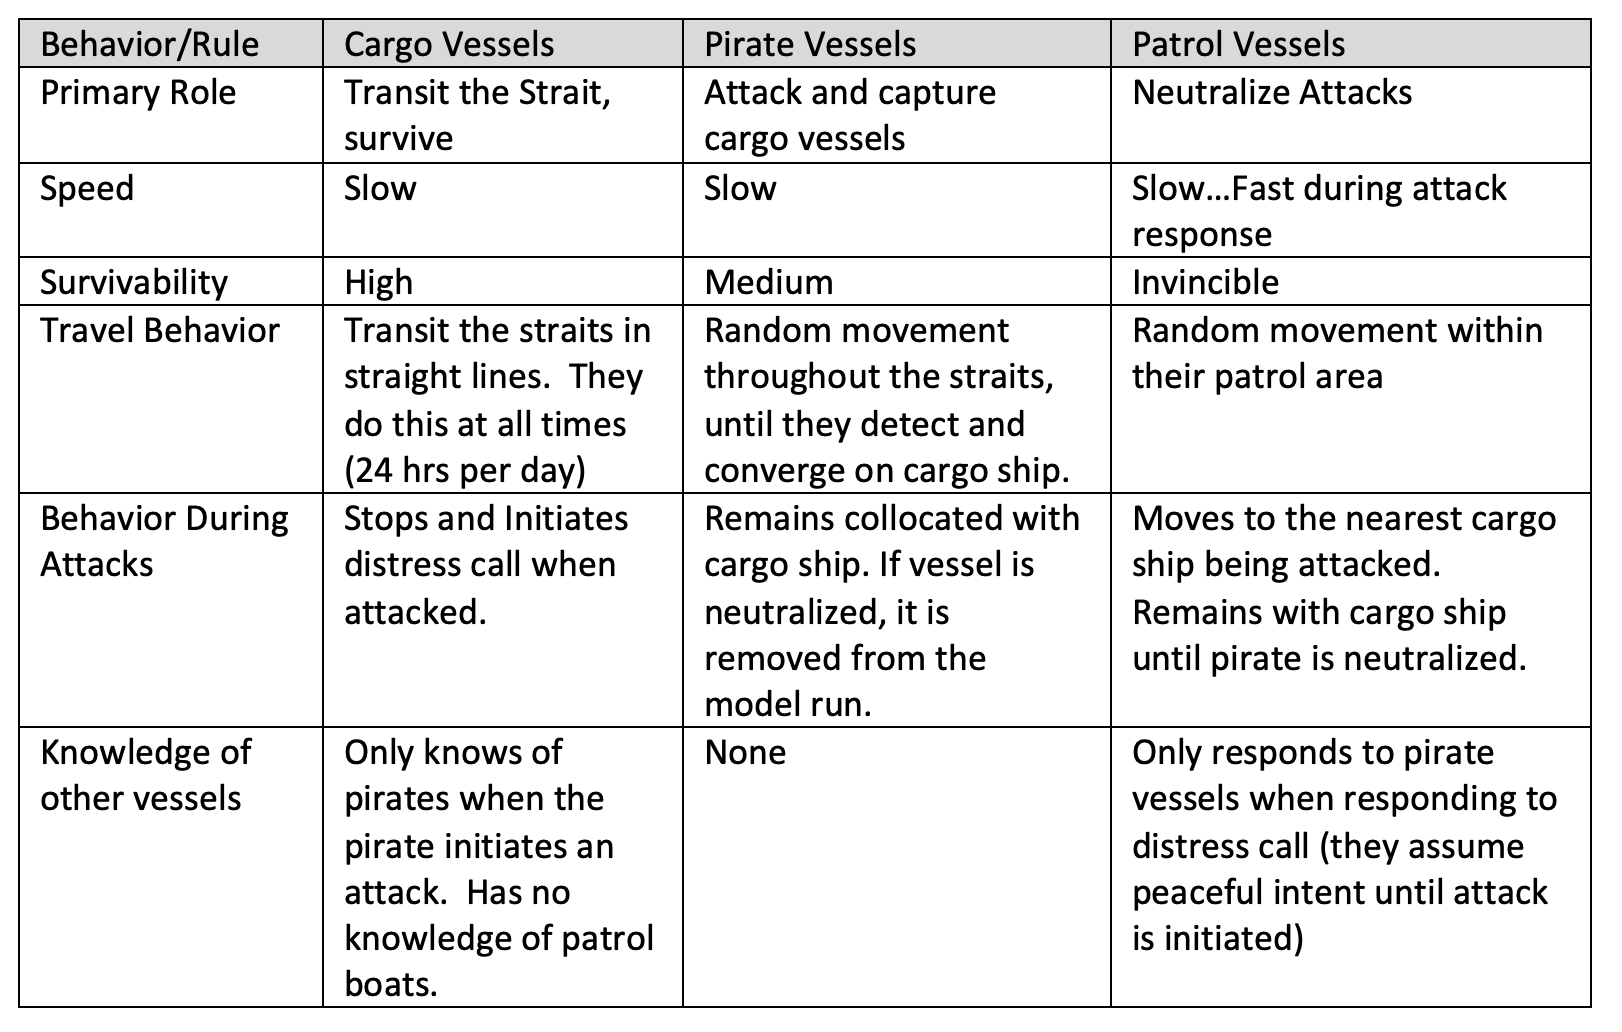 Behavior/Rule
Cargo Vessels
Pirate Vessels
Patrol Vessels
Primary Role
Transit the Strait,
survive
Attack and capture
cargo vessels
Neutralize Attacks
Speed
Slow
Slow
Slow...Fast during attack
response
Survivability
High
Medium
Invincible
Travel Behavior
Transit the straits in
straight lines.  They
do this at all times
(24 hrs per day)
Random movement
throughout the straits,
until they detect and
converge on cargo ship.
Random movement within
their patrol area
Behavior During
Attacks
Stops and Initiates
distress call when
attacked.
Remains collocated with
cargo ship. If vessel is
neutralized, it is
removed from the
model run.
Moves to the nearest cargo
ship being attacked.
Remains with cargo ship
until pirate is neutralized.
Knowledge of
other vessels
Only knows of
pirates when the
pirate initiates an
attack.  Has no
knowledge of patrol
boats.
None
Only responds to pirate
vessels when responding to
distress call (they assume
peaceful intent until attack
is initiated)